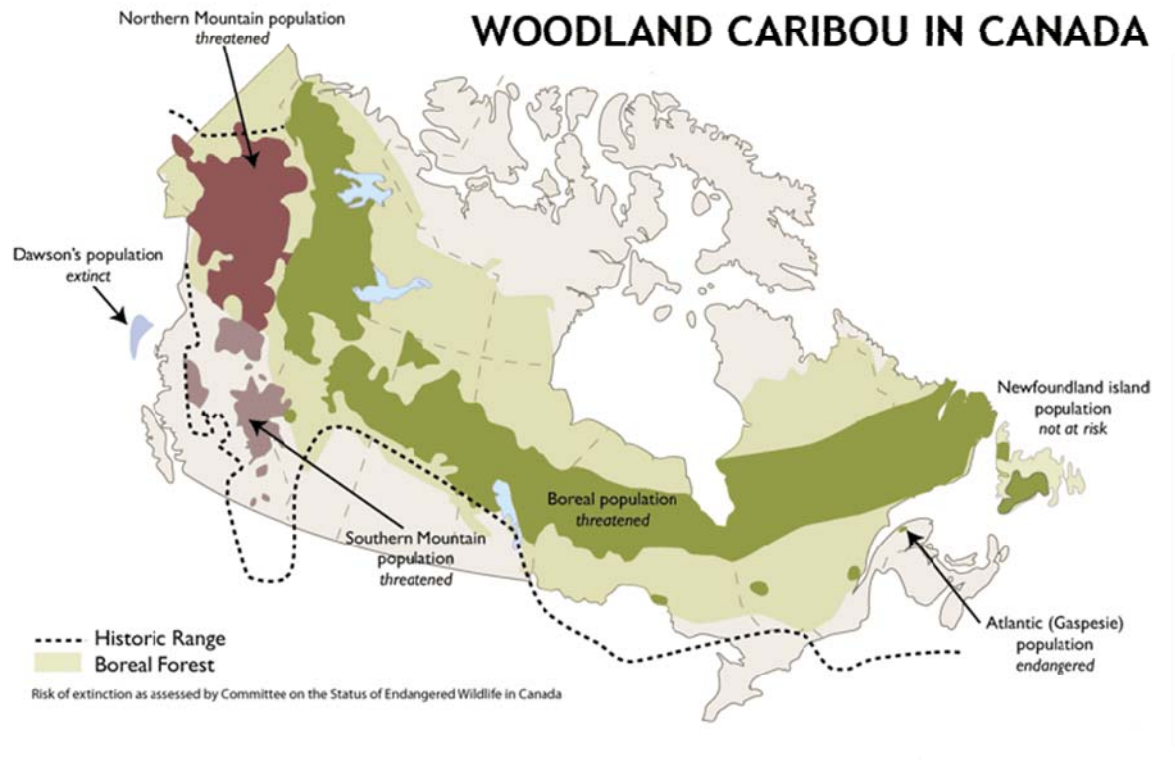 Northern Mountain population
threatened
WOODLAND CARIBOU IN CANADA
Dawson's population
extinct
Newfoundland island
population
not at risk
Boreal population
threatened
Southern Mountain
population
threatened
Atlantic (Gaspesie)
population
endangered
Historic Range
Boreal Forest
Risk of extinction as assessed by Committee on the Status of Endangered Wildlife in Canada